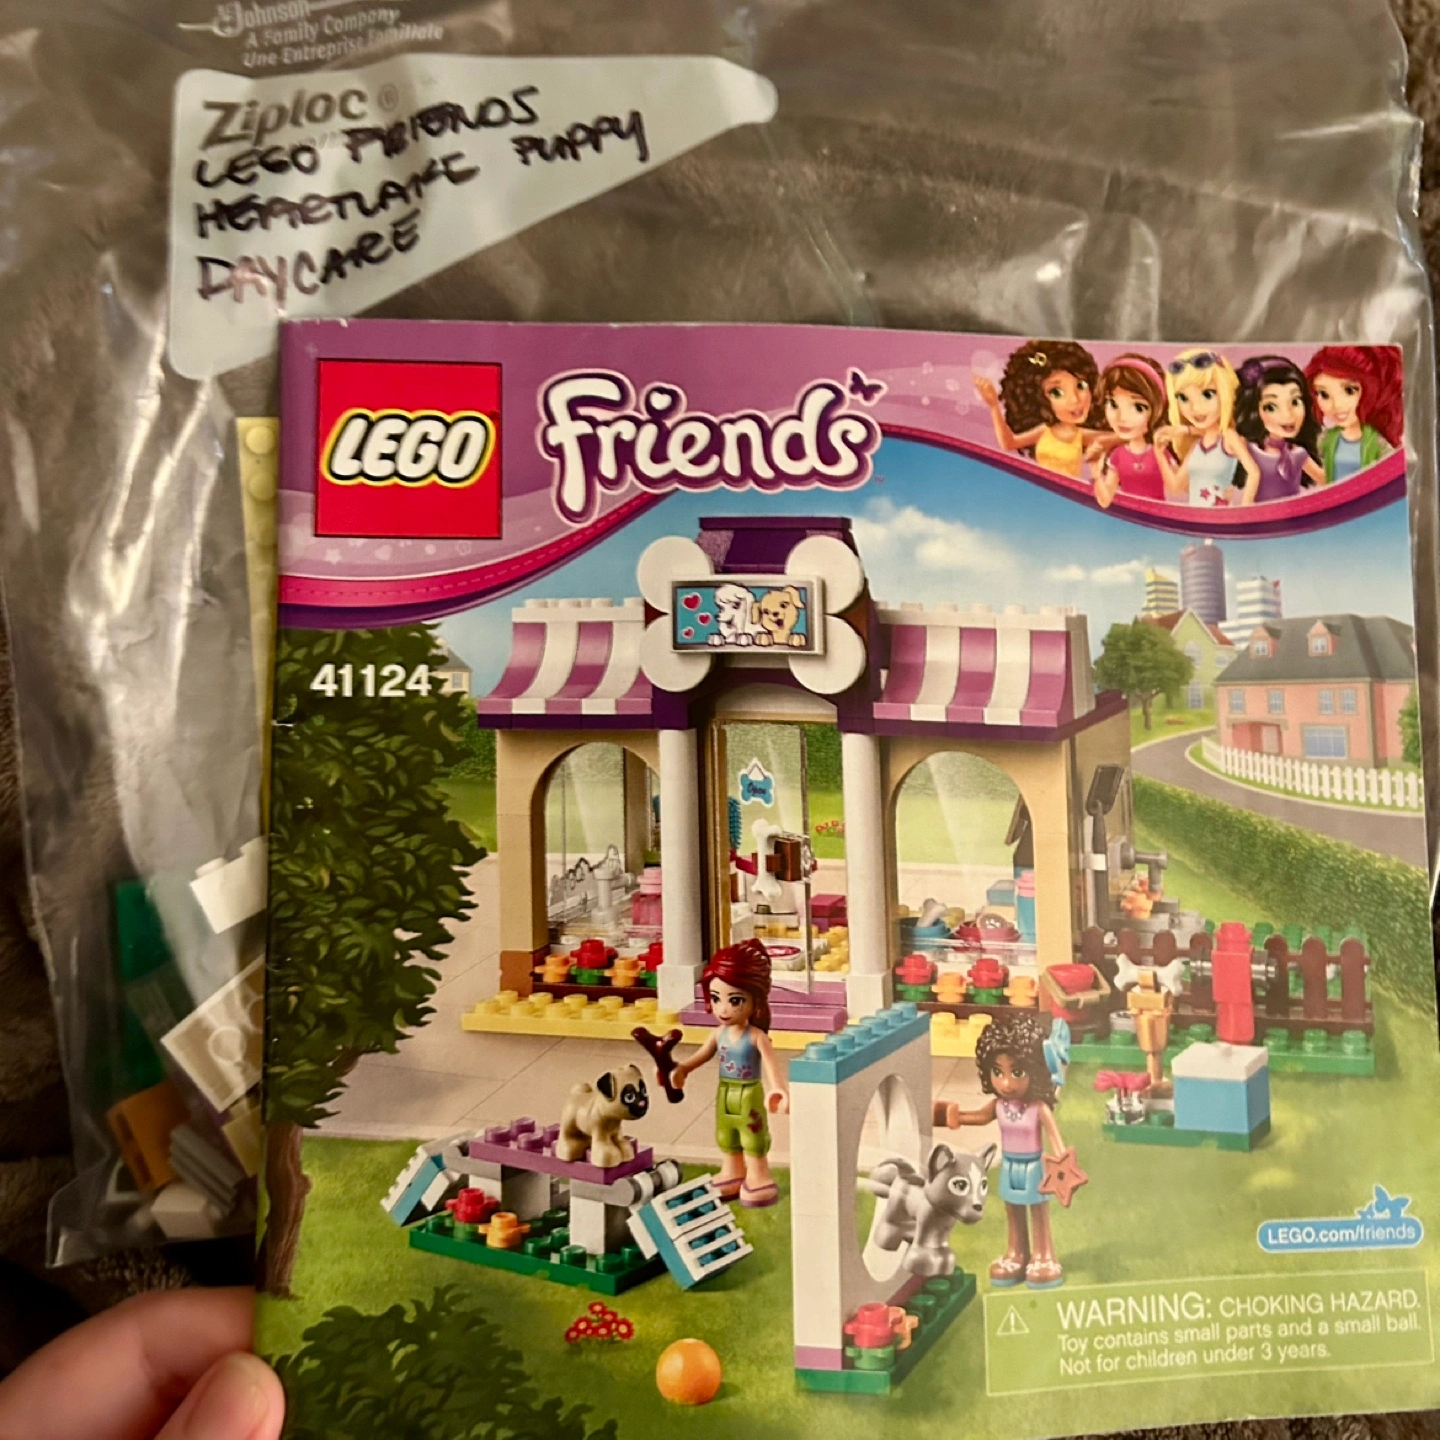 Johnson
A Family Company
Une Entreprise Familiale
Ziploc®
LEGO FRIENDS
HEARTLAKE PUPPY
DAYCARE
LEGO Friends
41124
Open
LEGO.com/friends
WARNING: CHOKING HAZARD.
Toy contains small parts and a small ball.
Not for children under 3 years.